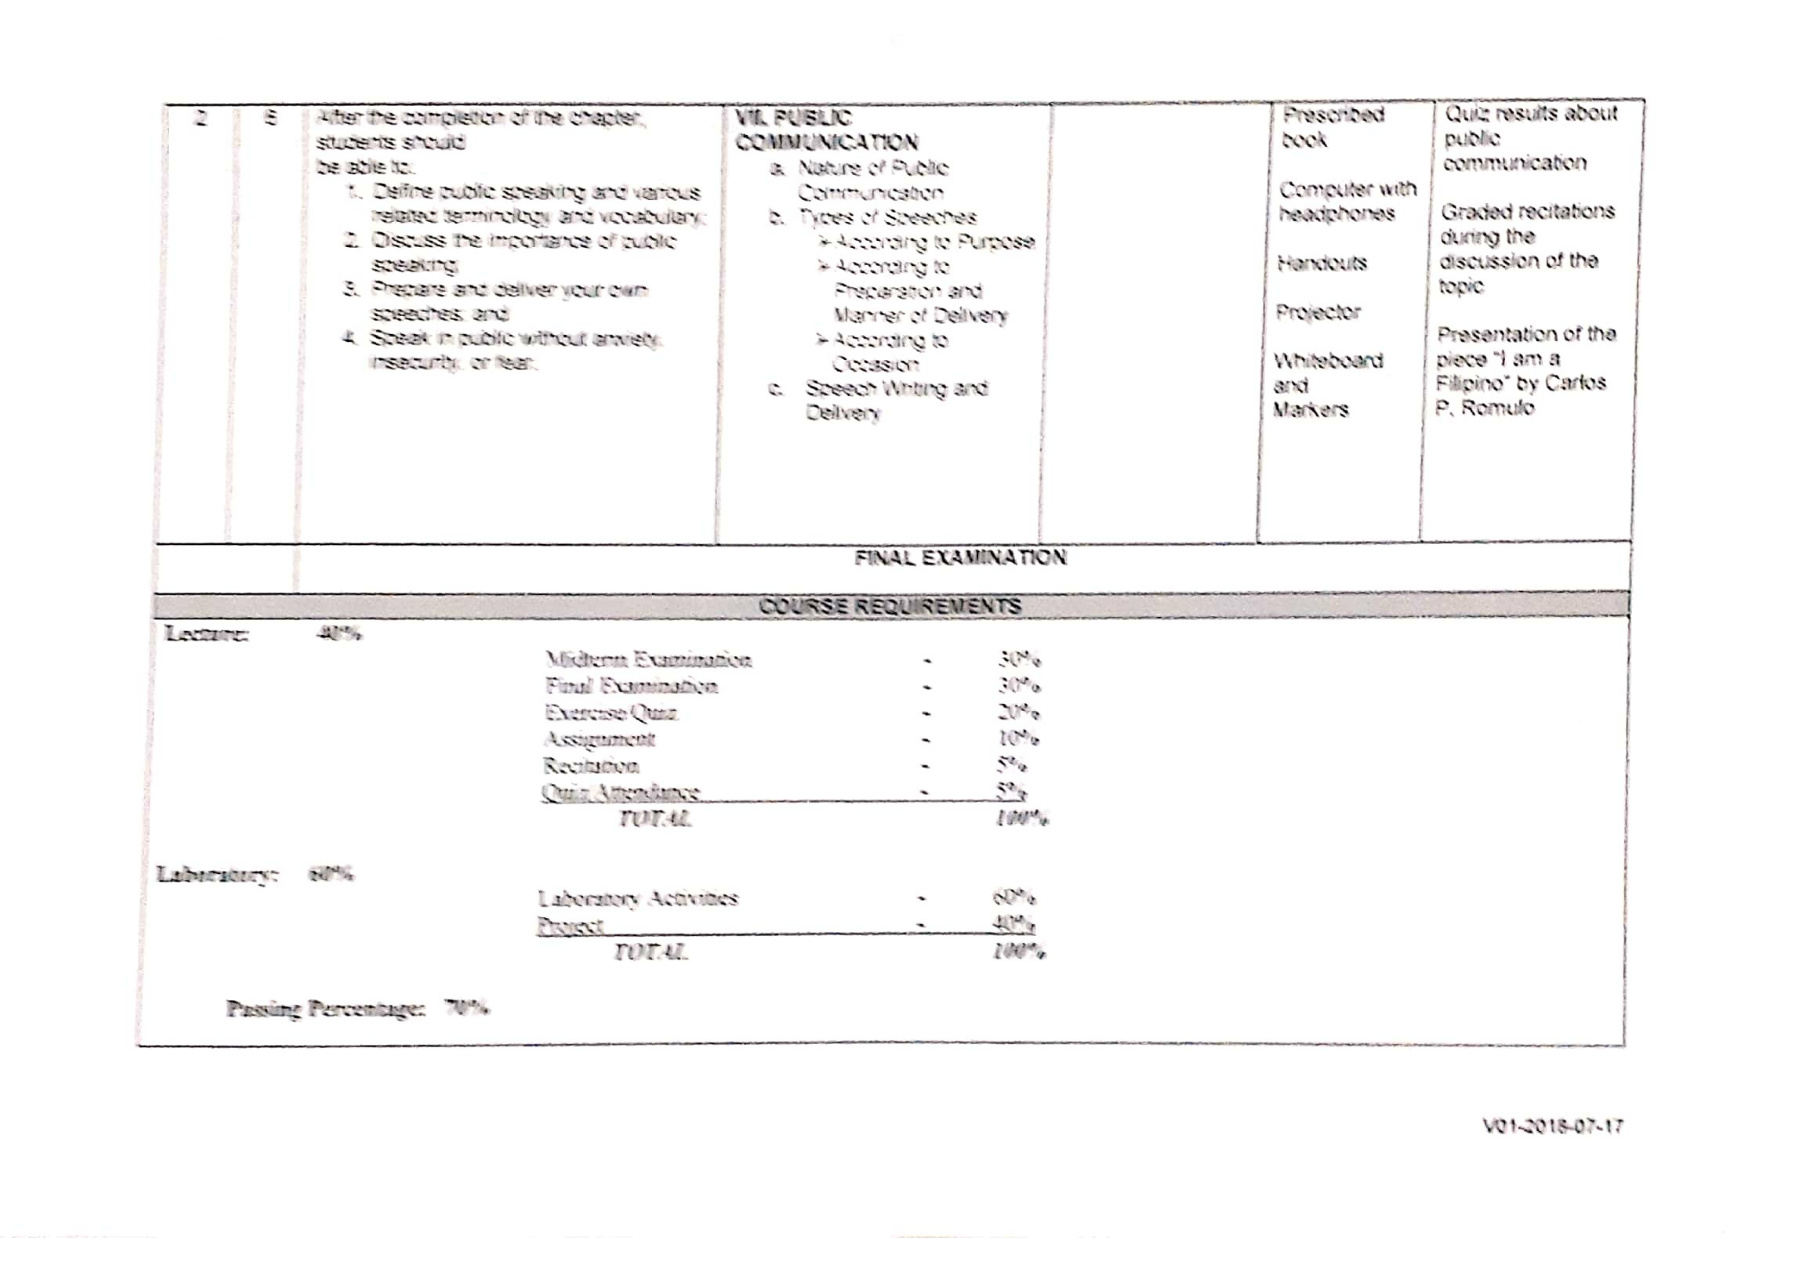 2
6
After the completion of the chapter,
students should
be able to:
1. Define public speaking and various
related terminology and vocabulary;
2. Discuss the importance of public
speaking;
3. Prepare and deliver your own
speeches; and
4. Speak in public without anxiety,
insecurity, or fear.
VII. PUBLIC
COMMUNICATION
a. Nature of Public
Communication
b. Types of Speeches
➢ According to Purpose
➢ According to
Preparation and
Manner of Delivery
➢ According to
Occasion
c. Speech Writing and
Delivery
Prescribed
book
Computer with
headphones
Handouts
Projector
Whiteboard
and
Markers
Quiz results about
public
communication
Graded recitations
during the
discussion of the
topic
Presentation of the
piece "I am a
Filipino" by Carlos
P. Romulo
FINAL EXAMINATION
COURSE REQUIREMENTS
Lecture: 40%
Midterm Examination - 30%
Final Examination - 30%
Exercise/Quiz - 20%
Assignment - 10%
Recitation - 5%
Quiz Attendance - 5%
TOTAL 100%
Laboratory: 60%
Laboratory Activities - 60%
Project - 40%
TOTAL 100%
Passing Percentage: 70%
V01-2018-07-17